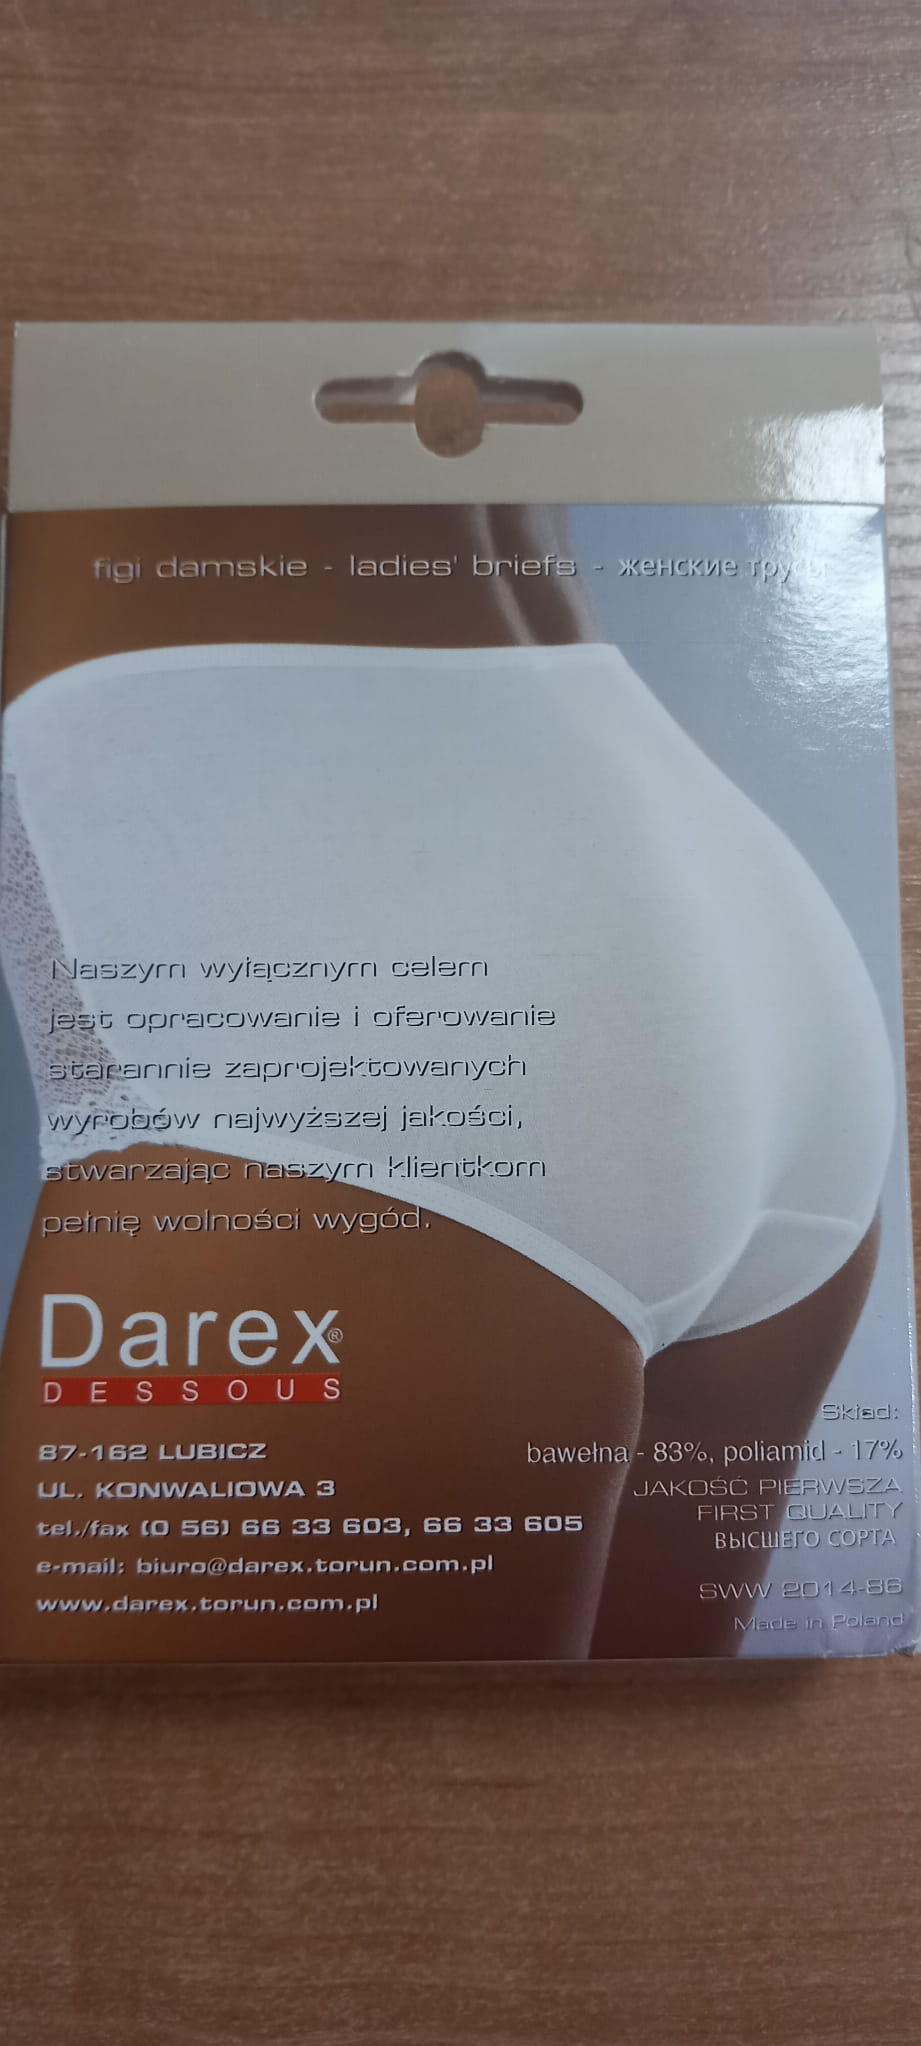 figi damskie - ladies' briefs - женские трусы
Naszym wyłącznym celem
jest opracowanie i oferowanie
starannie zaprojektowanych
wyrobów najwyższej jakości,
stwarzając naszym klientkom
pełnię wolności wygód.
Darex®
DESSOUS
87-162 LUBICZ
UL. KONWALIOWA 3
tel./fax (0 56) 66 33 603, 66 33 605
e-mail: biuro@darex.torun.com.pl
www.darex.torun.com.pl
Skład:
bawełna - 83%, poliamid - 17%
JAKOŚĆ PIERWSZA
FIRST QUALITY
ВЫСШЕГО СОРТА
SWW 2014-86
Made in Poland